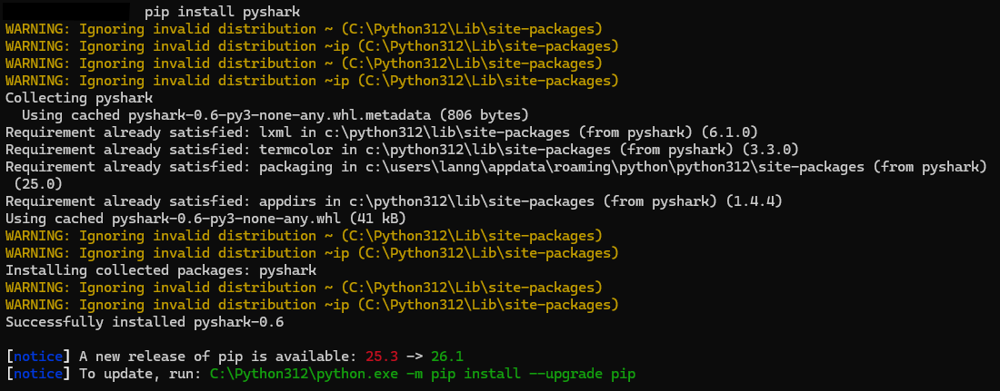 pip install pyshark
WARNING: Ignoring invalid distribution ~ (C:\Python312\Lib\site-packages)
WARNING: Ignoring invalid distribution ~ip (C:\Python312\Lib\site-packages)
WARNING: Ignoring invalid distribution ~ (C:\Python312\Lib\site-packages)
WARNING: Ignoring invalid distribution ~ip (C:\Python312\Lib\site-packages)
Collecting pyshark
  Using cached pyshark-0.6-py3-none-any.whl.metadata (806 bytes)
Requirement already satisfied: lxml in c:\python312\lib\site-packages (from pyshark) (6.1.0)
Requirement already satisfied: termcolor in c:\python312\lib\site-packages (from pyshark) (3.3.0)
Requirement already satisfied: packaging in c:\users\lanng\appdata\roaming\python\python312\site-packages (from pyshark)
 (25.0)
Requirement already satisfied: appdirs in c:\python312\lib\site-packages (from pyshark) (1.4.4)
Using cached pyshark-0.6-py3-none-any.whl (41 kB)
WARNING: Ignoring invalid distribution ~ (C:\Python312\Lib\site-packages)
WARNING: Ignoring invalid distribution ~ip (C:\Python312\Lib\site-packages)
Installing collected packages: pyshark
WARNING: Ignoring invalid distribution ~ (C:\Python312\Lib\site-packages)
WARNING: Ignoring invalid distribution ~ip (C:\Python312\Lib\site-packages)
Successfully installed pyshark-0.6

[notice] A new release of pip is available: 25.3 -> 26.1
[notice] To update, run: C:\Python312\python.exe -m pip install --upgrade pip